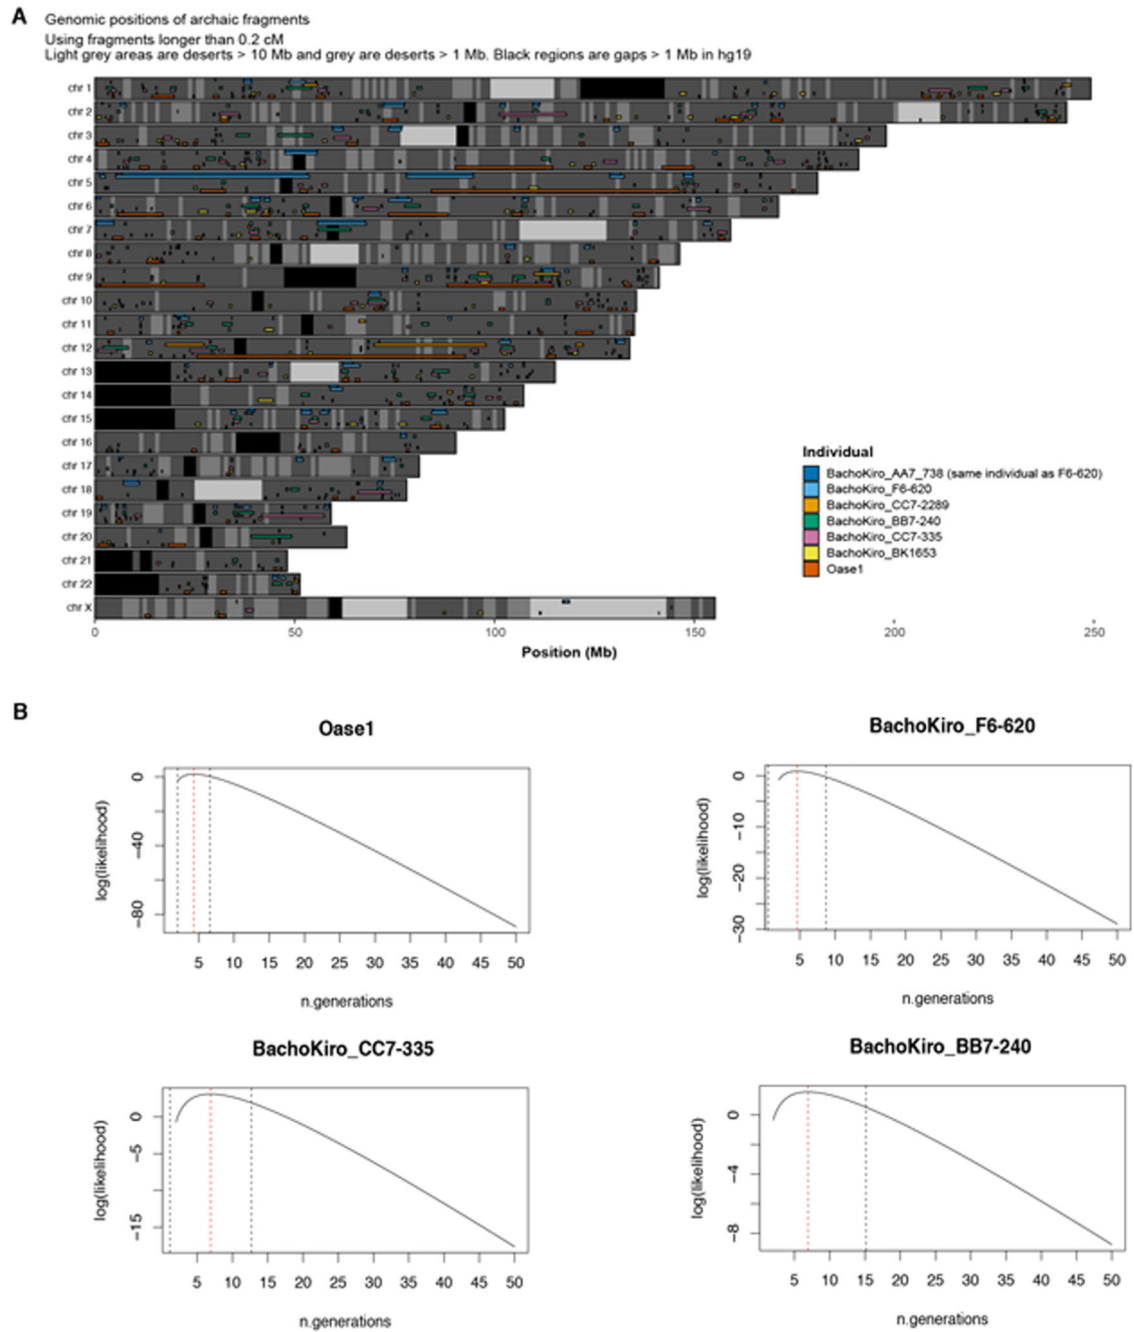 A
Genomic positions of archaic fragments
Using fragments longer than 0.2 cM
Light grey areas are deserts > 10 Mb and grey are deserts > 1 Mb. Black regions are gaps > 1 Mb in hg19
chr 1
chr 2
chr 3
chr 4
chr 5
chr 6
chr 7
chr 8
chr 9
chr 10
chr 11
chr 12
chr 13
chr 14
chr 15
chr 16
chr 17
chr 18
chr 19
chr 20
chr 21
chr 22
chr X
0 50 100 150 200 250
Position (Mb)
Individual
BachoKiro_AA7_738 (same individual as F6-620)
BachoKiro_F6-620
BachoKiro_CC7-2289
BachoKiro_BB7-240
BachoKiro_CC7-335
BachoKiro_BK1653
Oase1
B
Oase1
log(likelihood)
0
-40
-80
5 10 15 20 25 30 35 40 45 50
n.generations
BachoKiro_F6-620
log(likelihood)
0
-10
-20
-30
5 10 15 20 25 30 35 40 45 50
n.generations
BachoKiro_CC7-335
log(likelihood)
0
-5
-15
5 10 15 20 25 30 35 40 45 50
n.generations
BachoKiro_BB7-240
log(likelihood)
0
-4
-8
5 10 15 20 25 30 35 40 45 50
n.generations